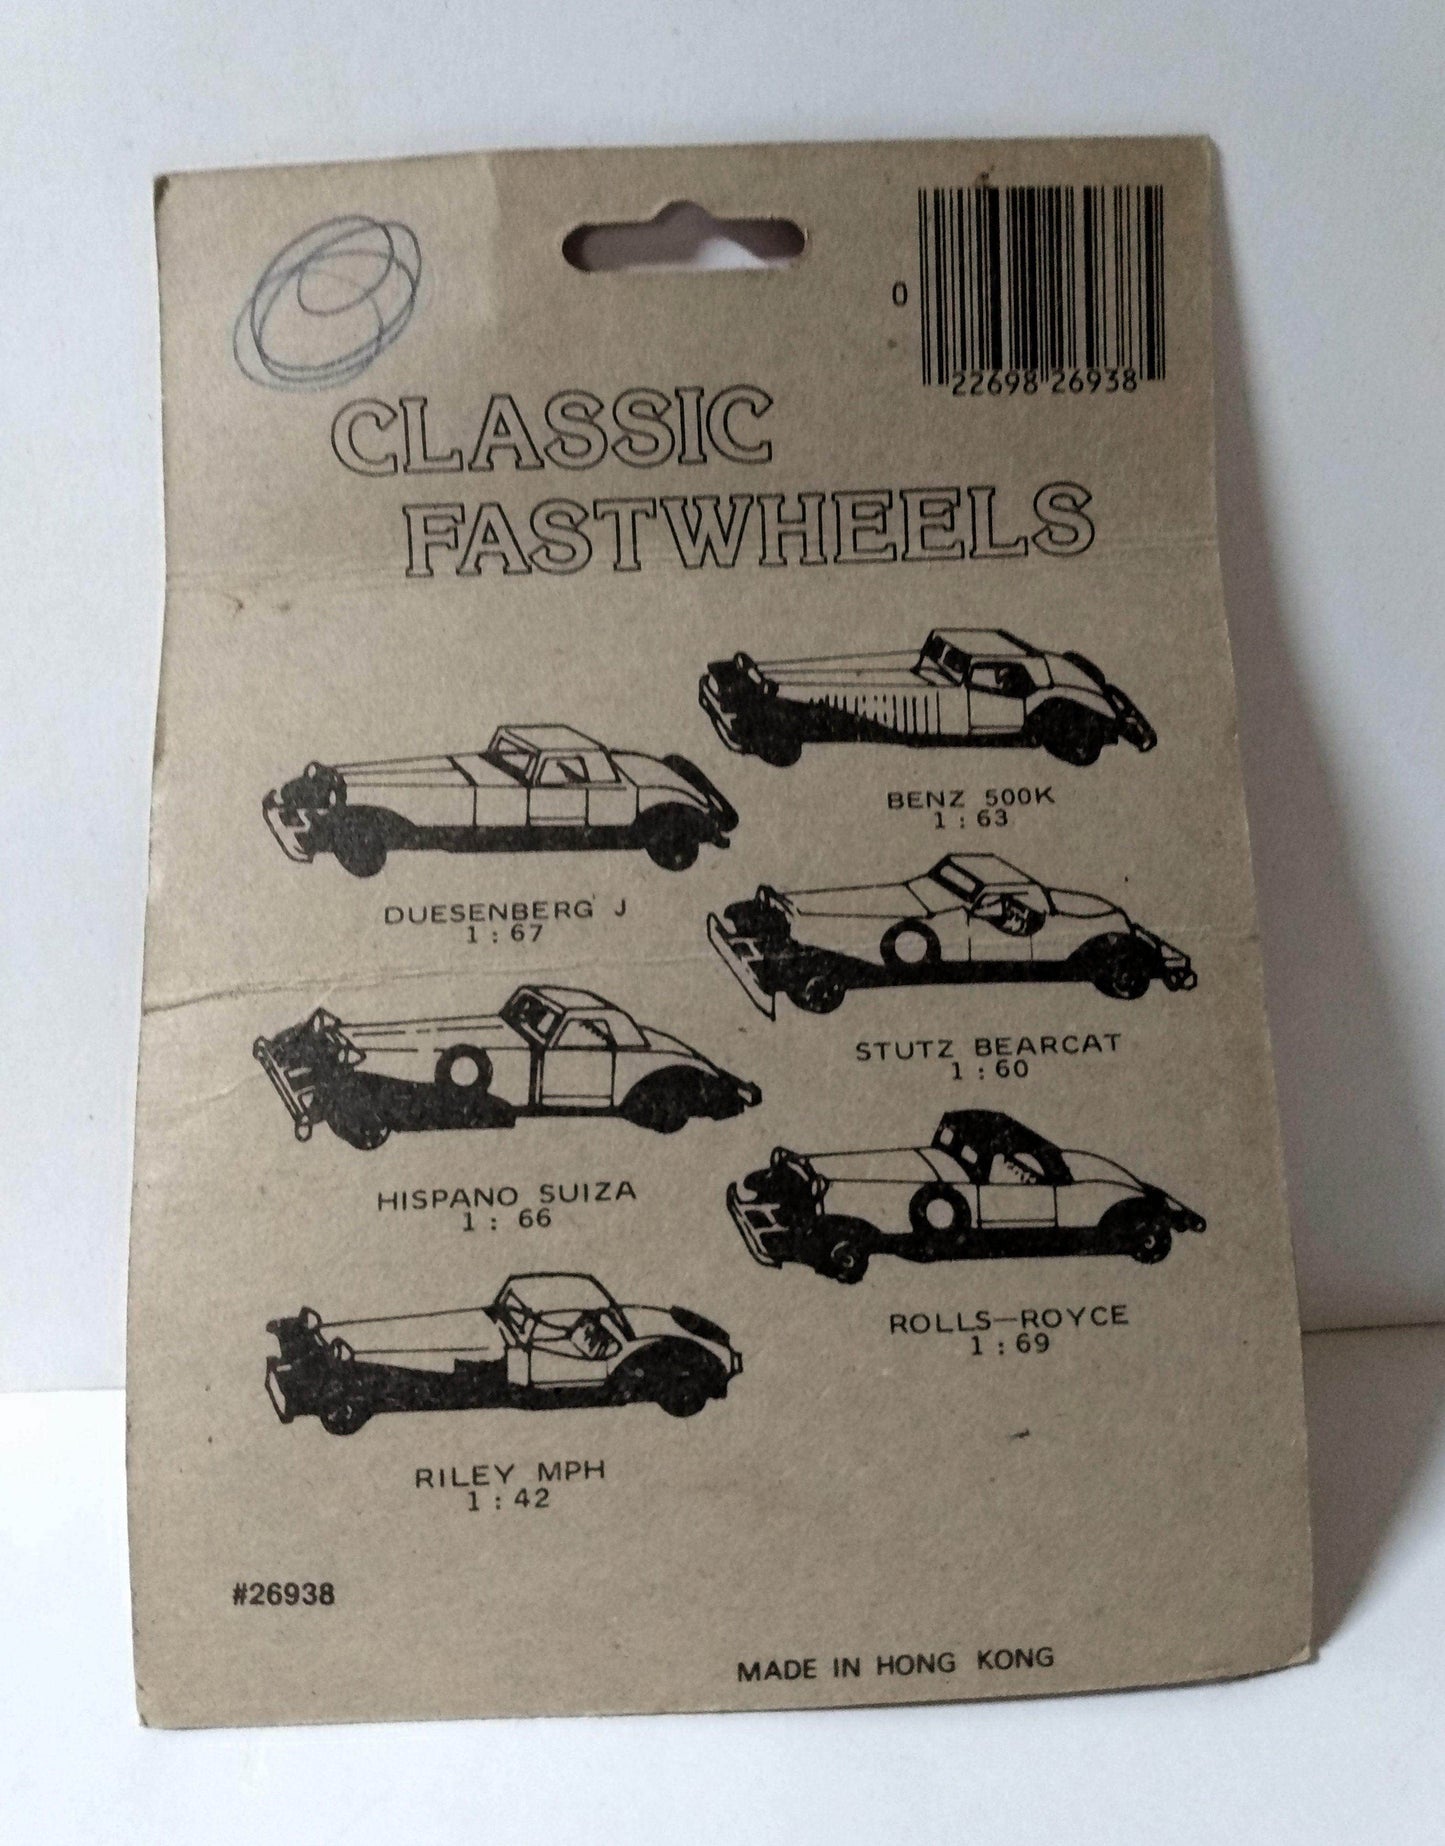 0
22698 26938
CLASSIC
FASTWHEELS
BENZ 500K
1:63
DUESENBERG J
1:67
STUTZ BEARCAT
1:60
HISPANO SUIZA
1: 66
ROLLS-ROYCE
1:69
RILEY MPH
1:42
#26938
MADE IN HONG KONG